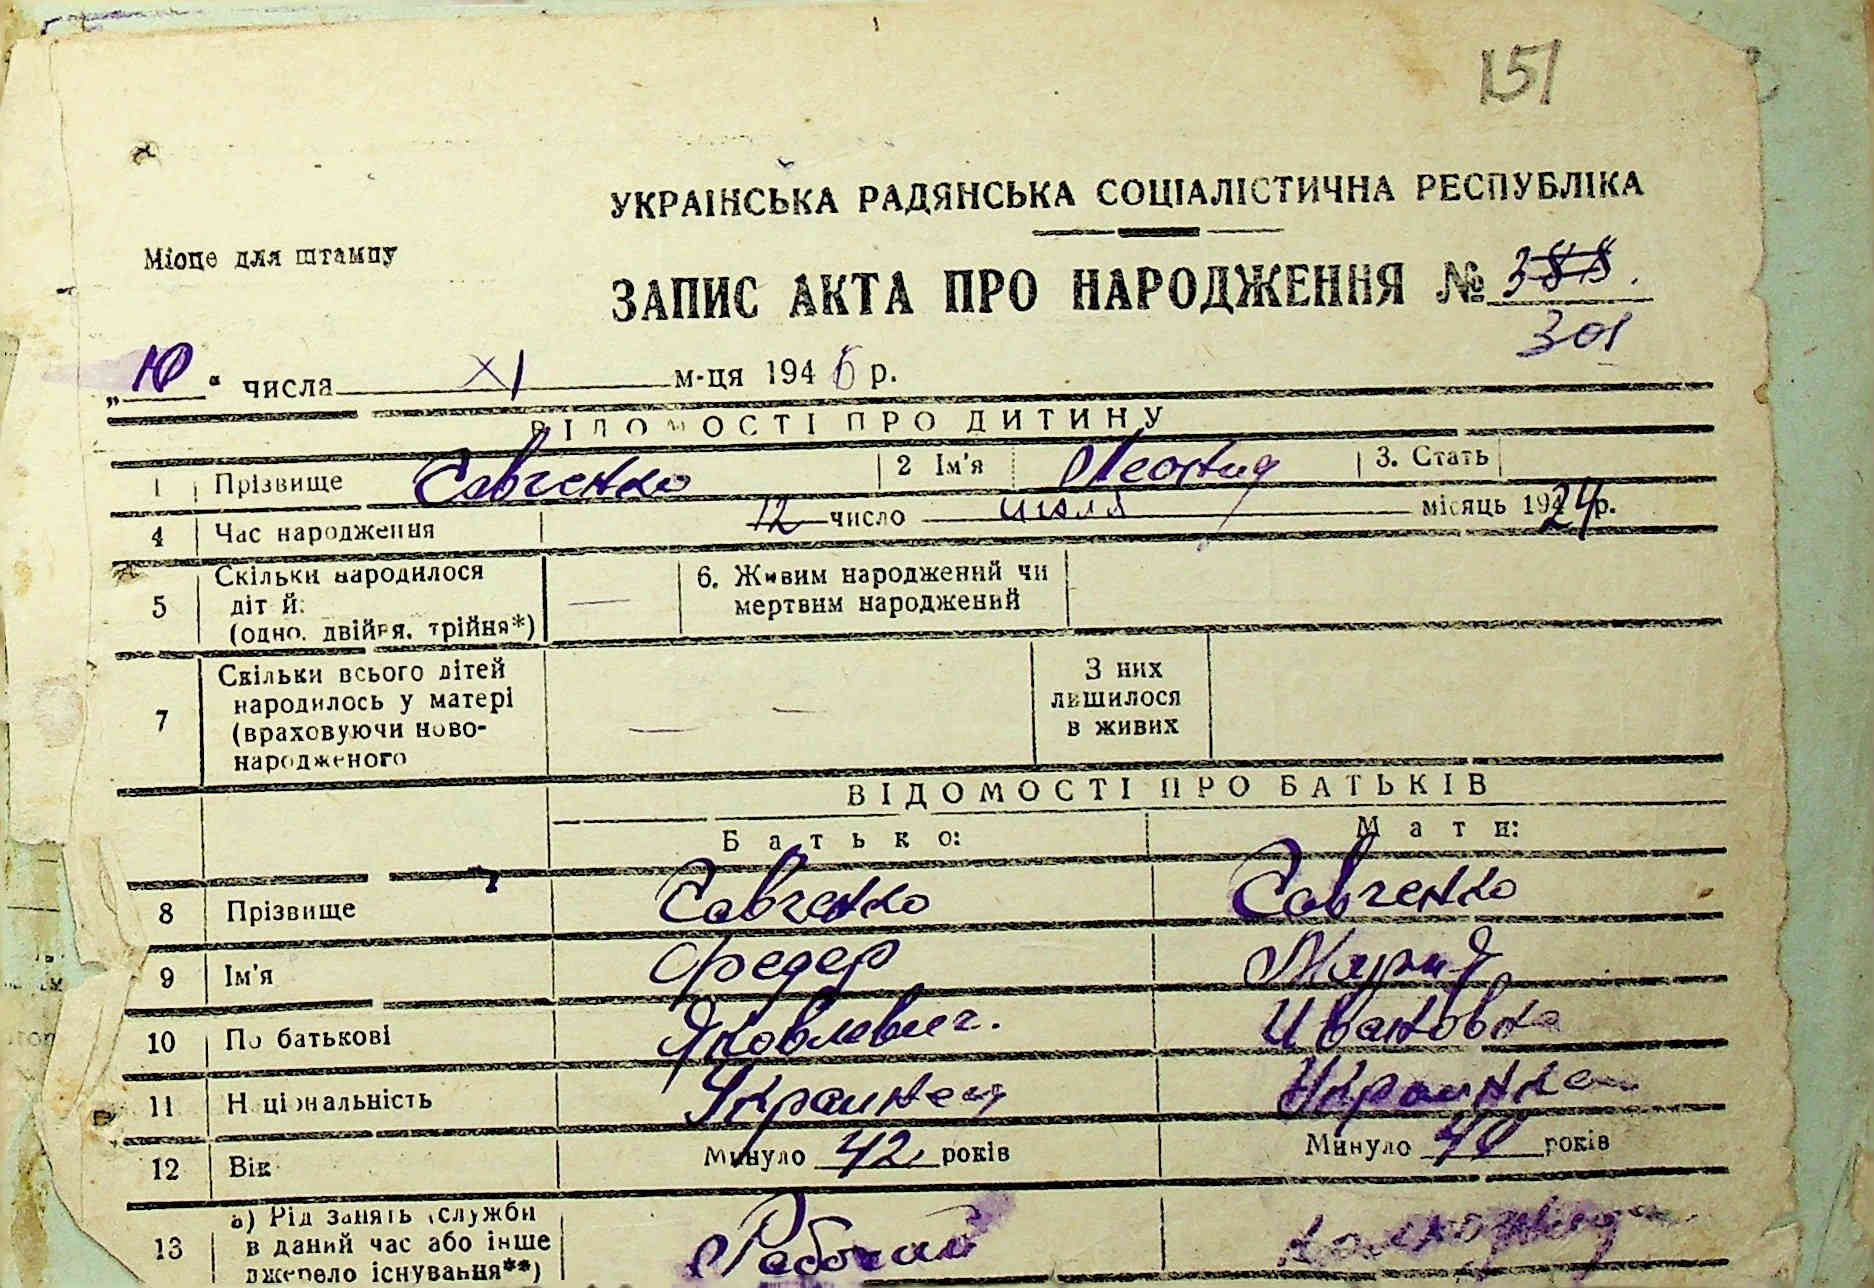 151
УКРАІНСЬКА РАДЯНСЬКА СОЦІАЛІСТИЧНА РЕСПУБЛІКА
Місце для штампу
ЗАПИС АКТА ПРО НАРОДЖЕННЯ № 388.
301
„10“ числа XI м-ця 1946 р.
ВІДОМОСТІ ПРО ДИТИНУ
1 Прізвище Савченко 2 Ім'я Леонид 3. Стать
4 Час народження 12 число июля місяць 1924 р.
5 Скільки народилося дітей: (одно, двійня, трійня*) — 6. Живим народжений чи мертвим народжений
7 Скільки всього дітей народилось у матері (враховуючи новонародженого — — З них лишилося в живих
ВІДОМОСТІ ПРО БАТЬКІВ
Батько: Мати:
8 Прізвище Савченко Савченко
9 Ім'я Федер Мария
10 По батькові Яковлевич. Ивановна
11 Національність Украинец Украинка
12 Вік Минуло 42 років Минуло 40 років
13 а) Рід занять (служби в даний час або інше джерело існування**) Рабочий